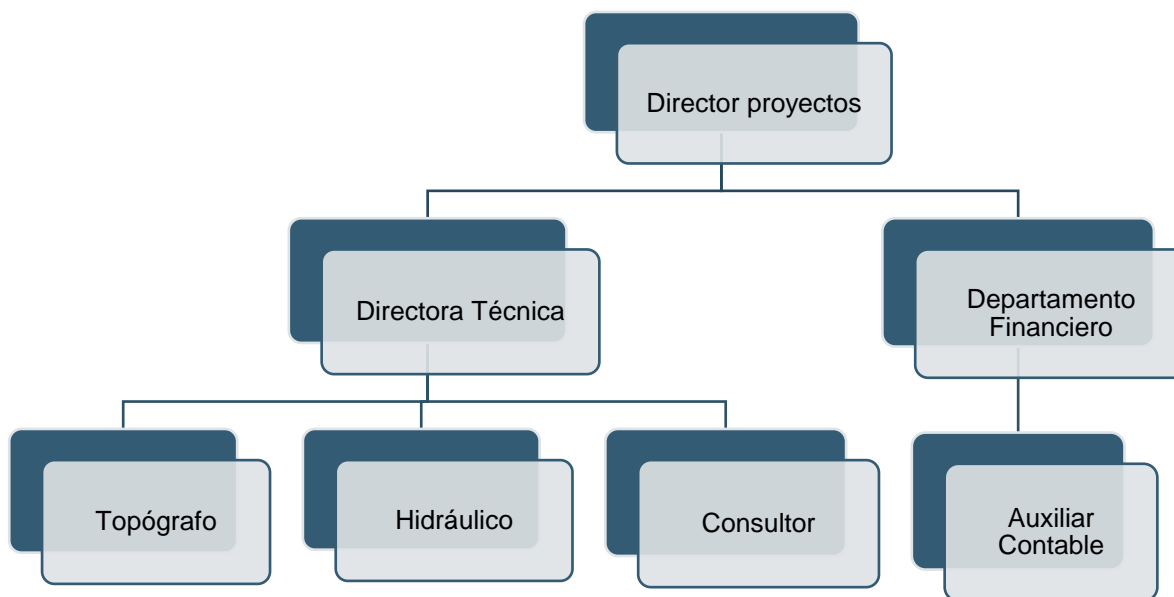 Director proyectos
Directora Técnica
Departamento
Financiero
Topógrafo
Hidráulico
Consultor
Auxiliar
Contable